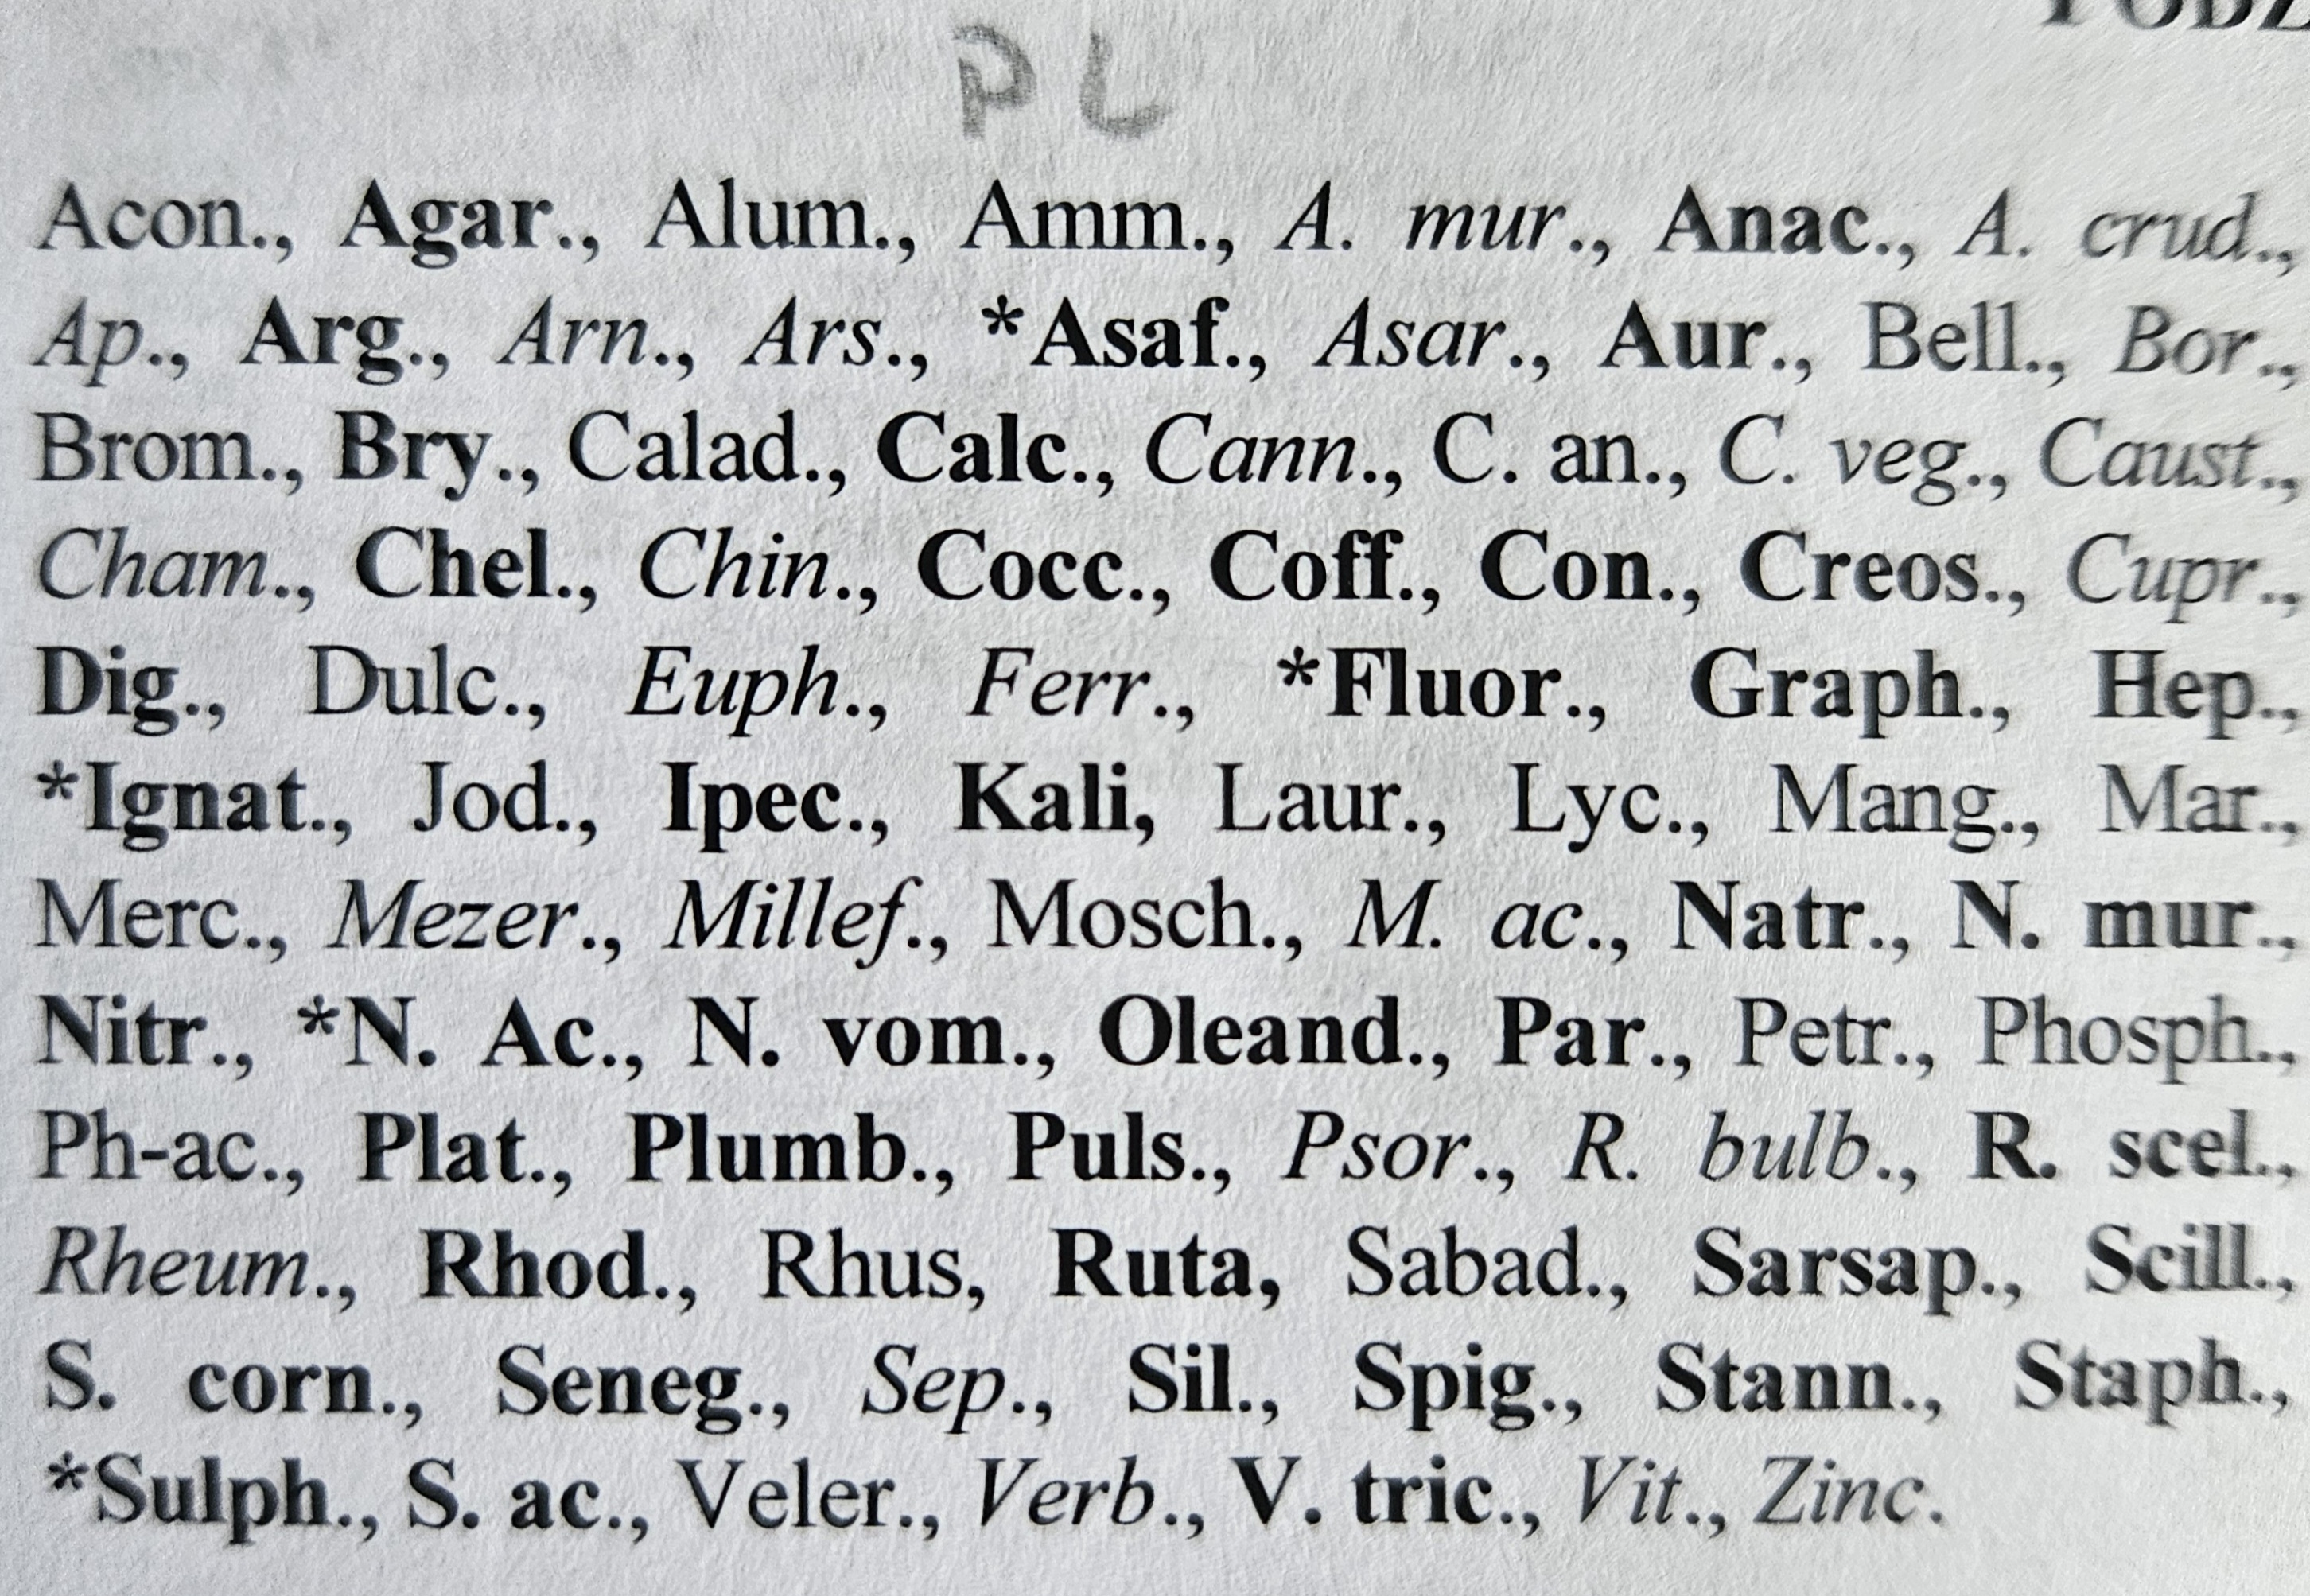 PL
Acon., Agar., Alum., Amm., A. mur., Anac., A. crud.,
Ap., Arg., Arn., Ars., *Asaf., Asar., Aur., Bell., Bor.,
Brom., Bry., Calad., Calc., Cann., C. an., C. veg., Caust.,
Cham., Chel., Chin., Cocc., Coff., Con., Creos., Cupr.,
Dig., Dulc., Euph., Ferr., *Fluor., Graph., Hep.,
*Ignat., Jod., Ipec., Kali, Laur., Lyc., Mang., Mar.,
Merc., Mezer., Millef., Mosch., M. ac., Natr., N. mur.,
Nitr., *N. Ac., N. vom., Oleand., Par., Petr., Phosph.,
Ph-ac., Plat., Plumb., Puls., Psor., R. bulb., R. scel.,
Rheum., Rhod., Rhus, Ruta, Sabad., Sarsap., Scill.,
S. corn., Seneg., Sep., Sil., Spig., Stann., Staph.,
*Sulph., S. ac., Veler., Verb., V. tric., Vit., Zinc.